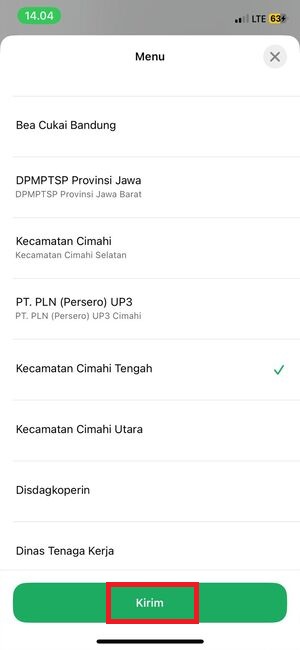 14.04
LTE 63
Menu
Bea Cukai Bandung
DPMPTSP Provinsi Jawa
DPMPTSP Provinsi Jawa Barat
Kecamatan Cimahi
Kecamatan Cimahi Selatan
PT. PLN (Persero) UP3
PT. PLN (Persero) UP3 Cimahi
Kecamatan Cimahi Tengah
Kecamatan Cimahi Utara
Disdagkoperin
Dinas Tenaga Kerja
Kirim